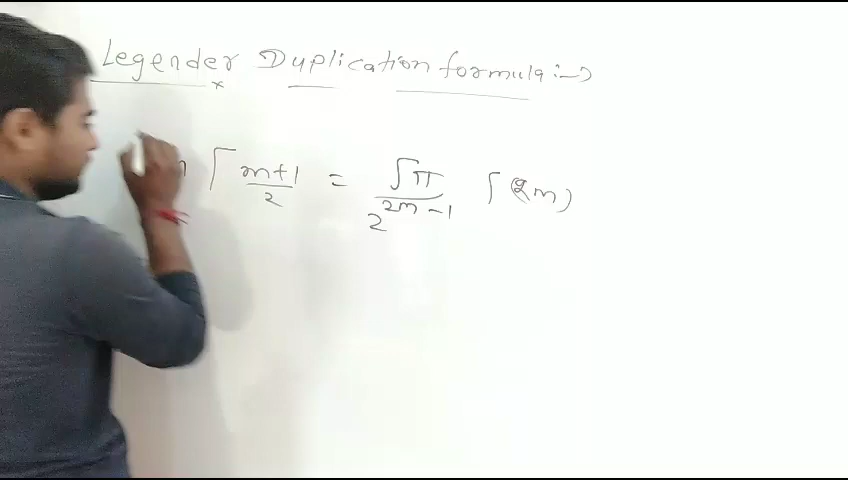 Legender Duplication formula :->
Γ m+1/2 = √π/2^(2m-1) Γ(2m)